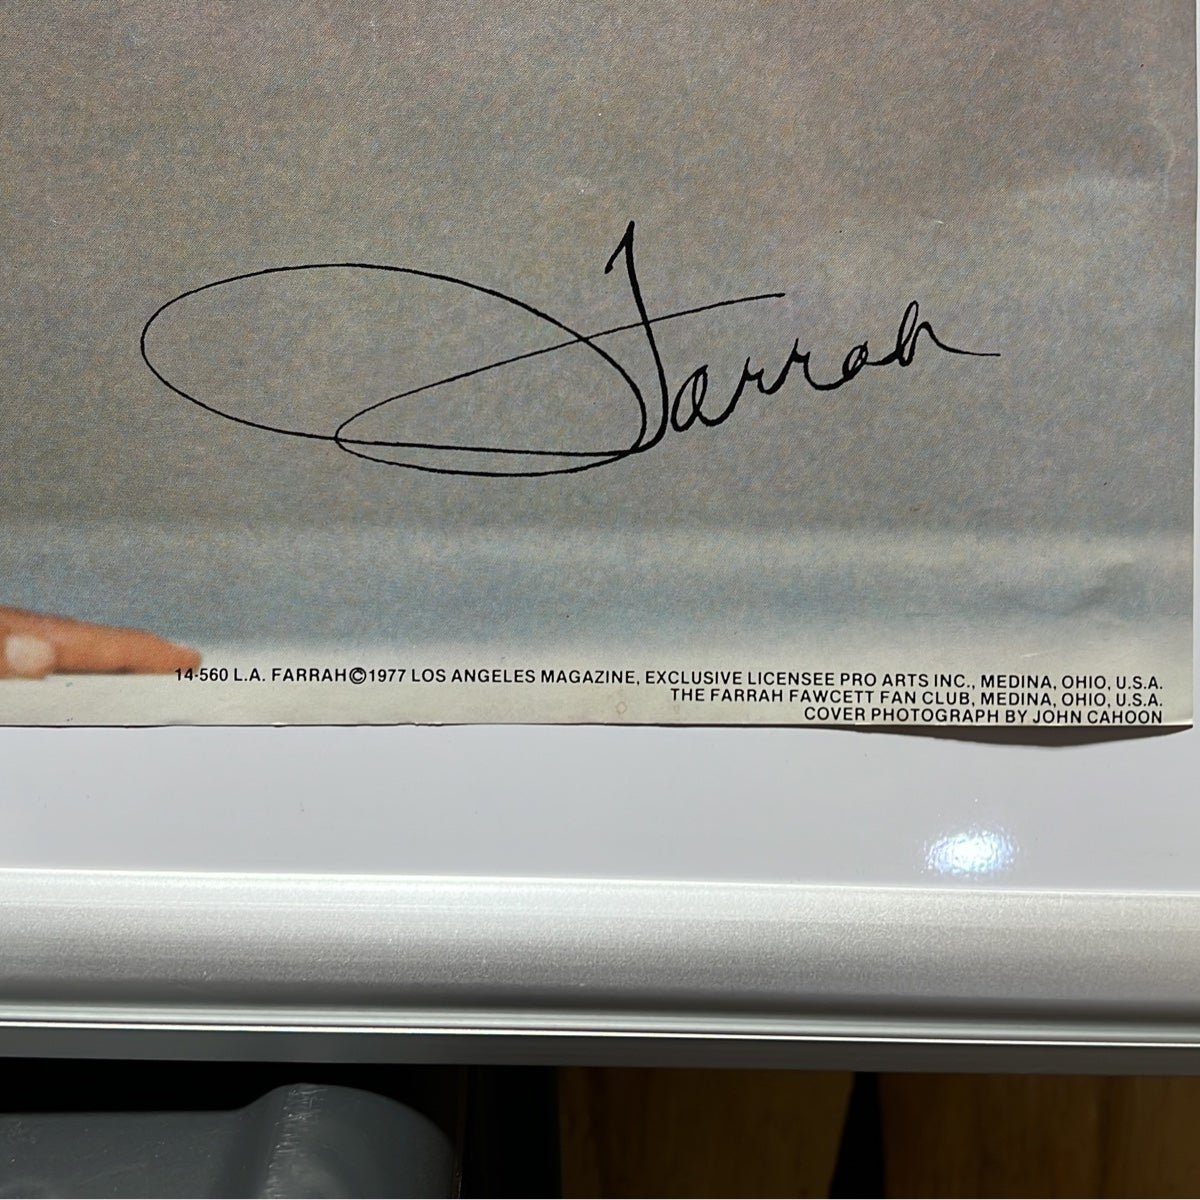 Farrah
14-560 L.A. FARRAH©1977 LOS ANGELES MAGAZINE, EXCLUSIVE LICENSEE PRO ARTS INC., MEDINA, OHIO, U.S.A.
THE FARRAH FAWCETT FAN CLUB, MEDINA, OHIO, U.S.A.
COVER PHOTOGRAPH BY JOHN CAHOON